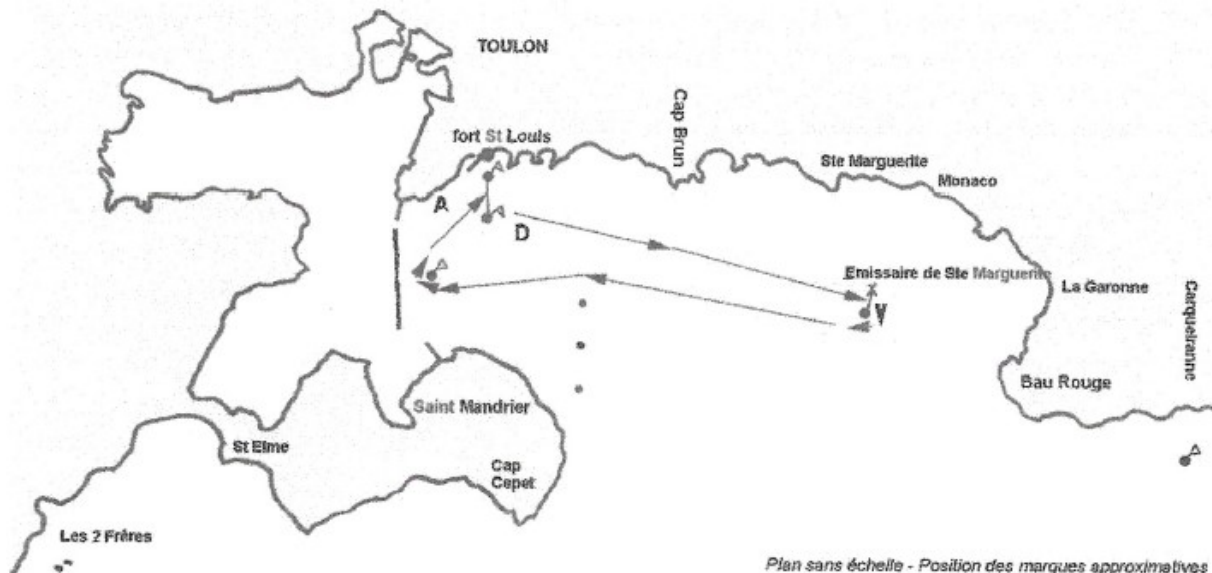 TOULON
fort St Louis
Cap Brun
Ste Marguerite
Monaco
A
D
Emissaire de Ste Marguerite
La Garonne
Carqueiranne
V
Bau Rouge
Saint Mandrier
St Elme
Cap
Cepet
Les 2 Frères
Plan sans échelle - Position des marques approximatives